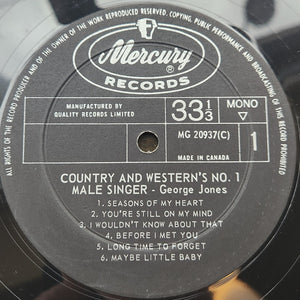 ALL RIGHTS OF THE RECORD PRODUCER AND OF THE OWNER OF THE WORK REPRODUCED RESERVED. COPYING, PUBLIC PERFORMANCE AND BROADCASTING OF THIS RECORD PROHIBITED
Mercury
RECORDS
MANUFACTURED BY
QUALITY RECORDS LIMITED
33 1/3
MONO
MG 20937(C)
1
MADE IN CANADA
COUNTRY AND WESTERN'S NO. 1
MALE SINGER - George Jones
1. SEASONS OF MY HEART
2. YOU'RE STILL ON MY MIND
3. I WOULDN'T KNOW ABOUT THAT
4. BEFORE I MET YOU
5. LONG TIME TO FORGET
6. MAYBE LITTLE BABY